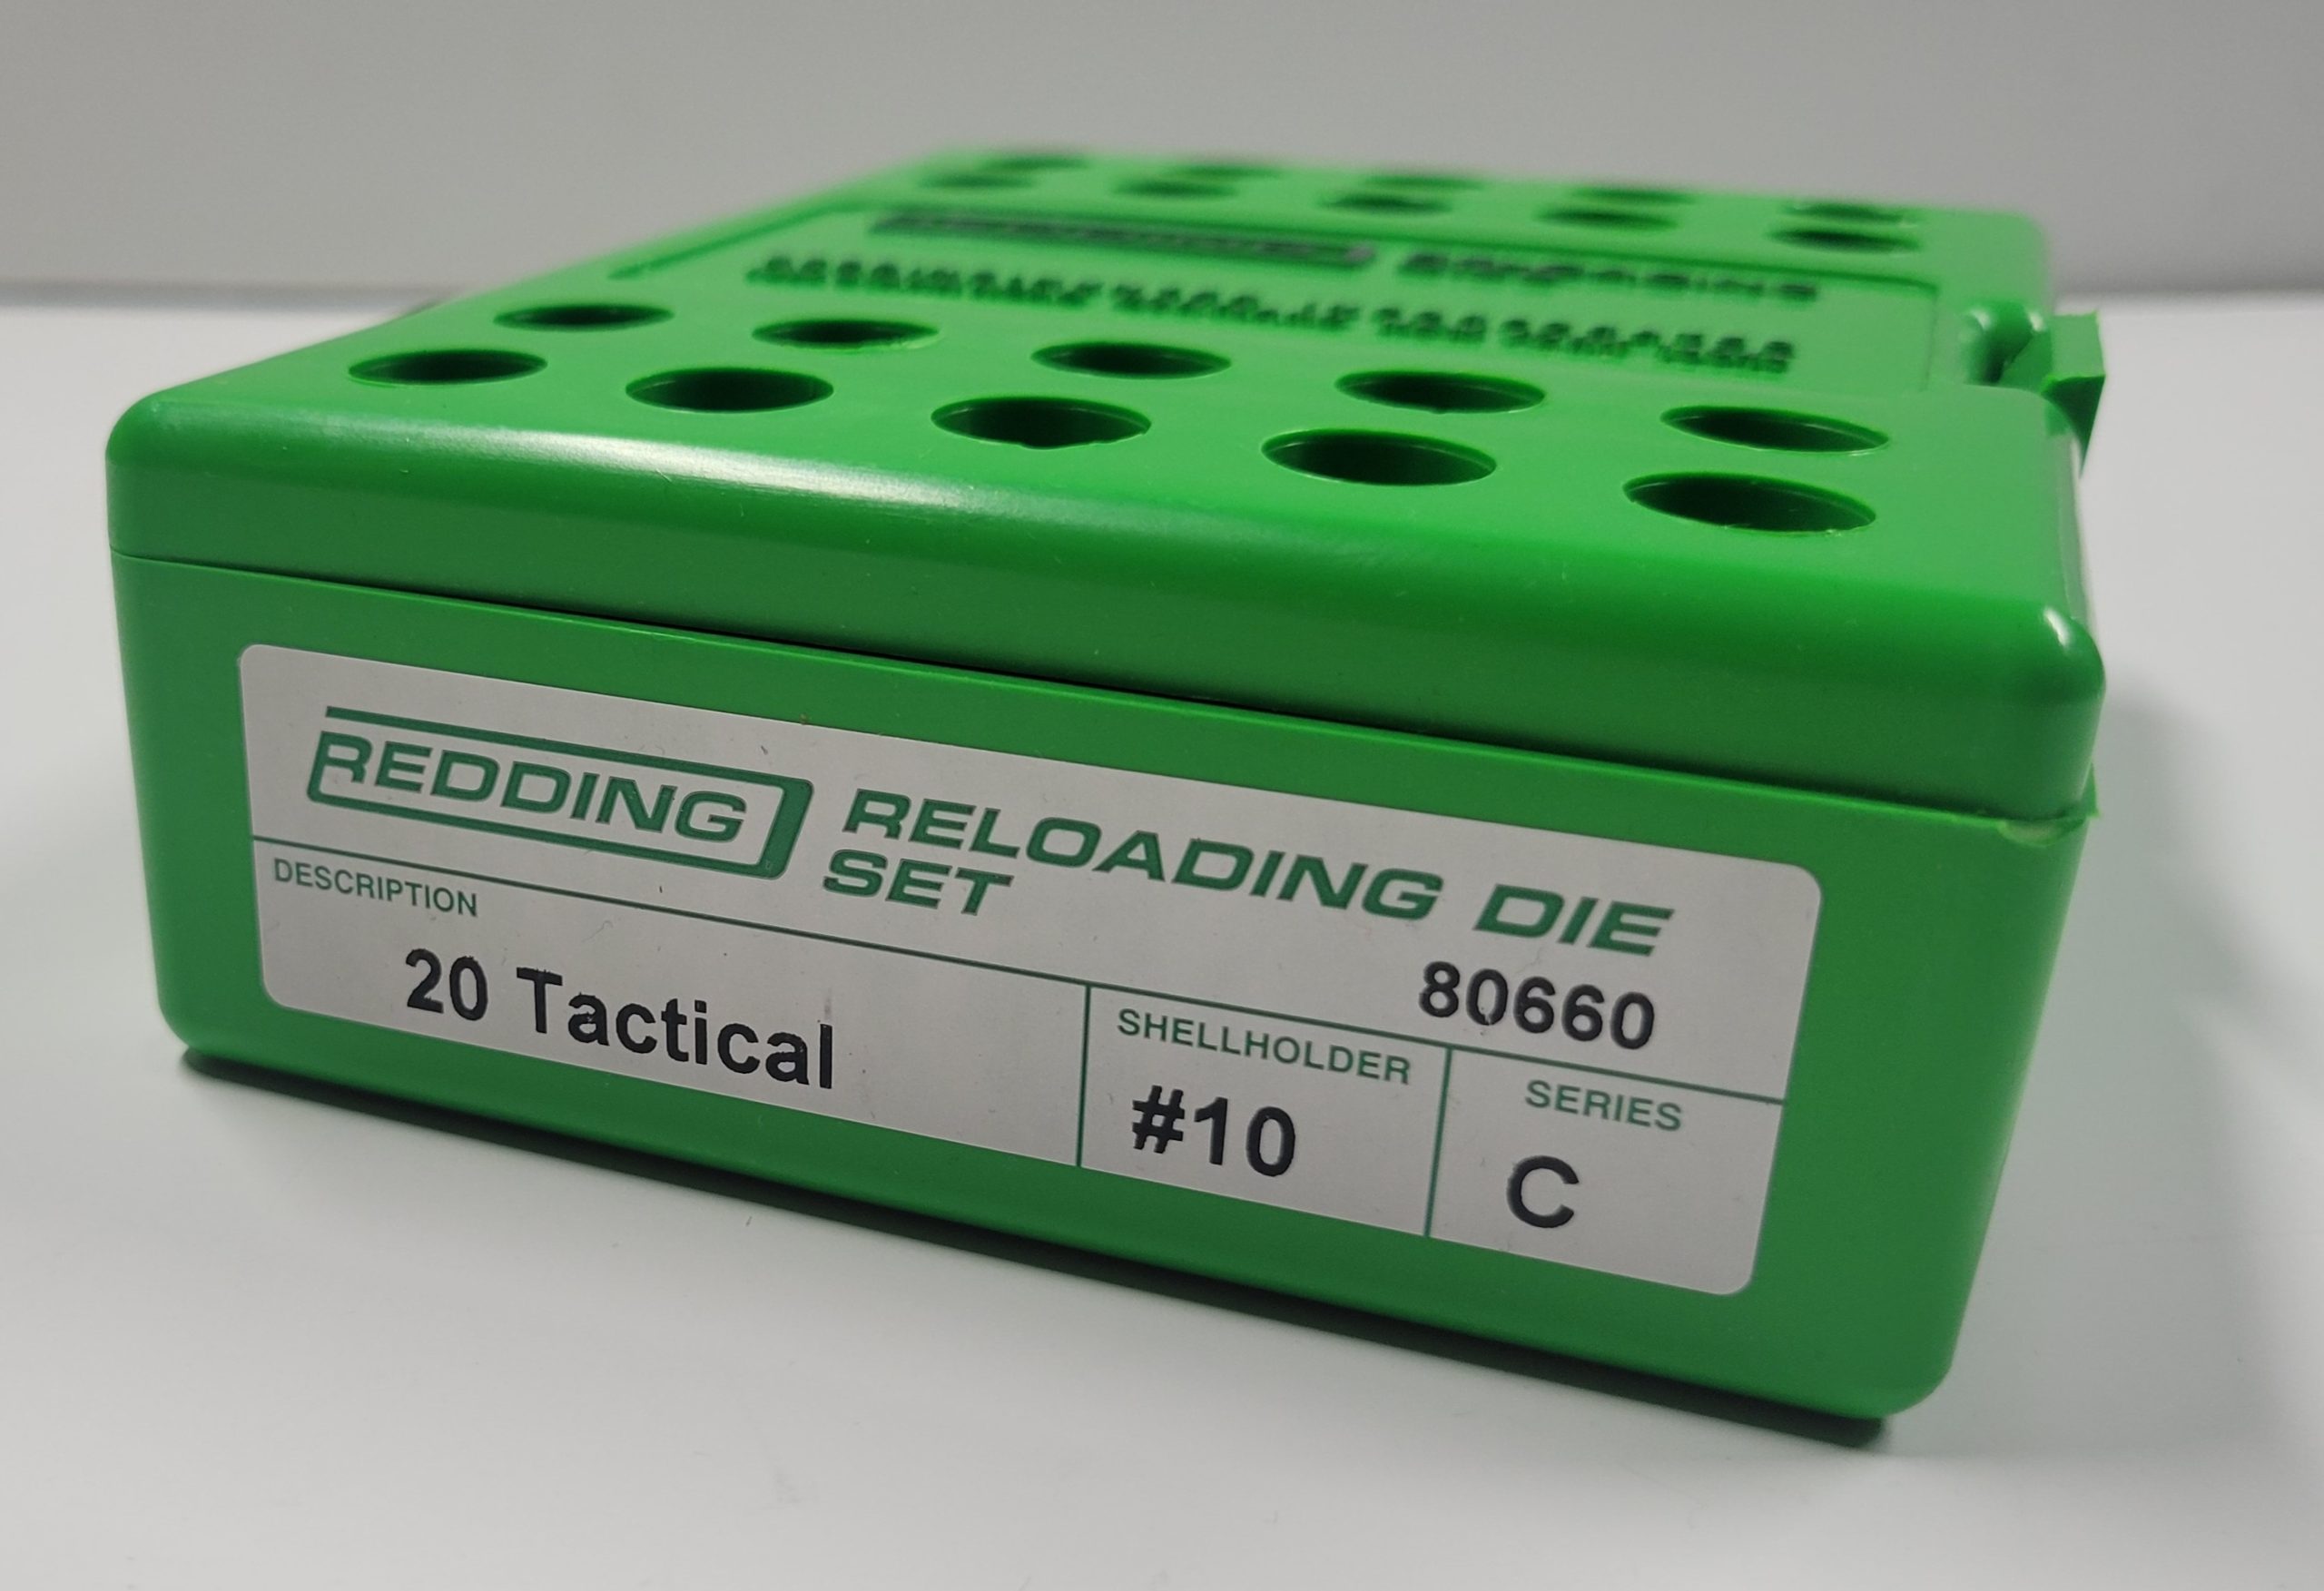 REDDING RELOADING DIE
SET
80660
DESCRIPTION
20 Tactical
SHELLHOLDER
#10
SERIES
C